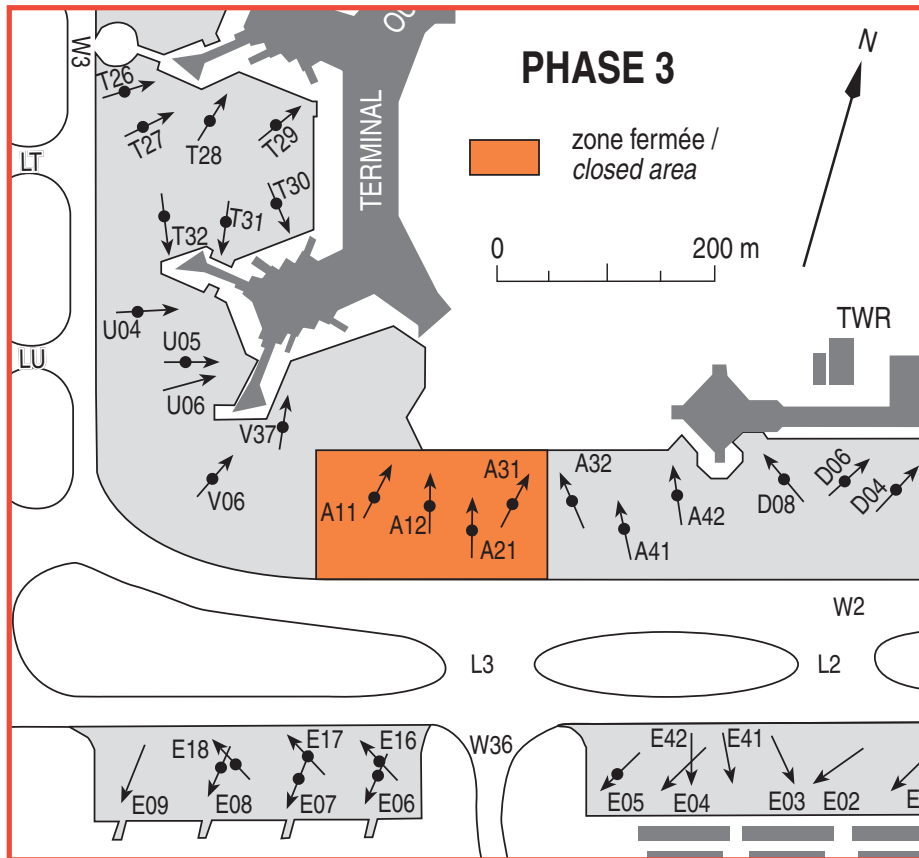 OU
W3
T26
PHASE 3
N
T27
T28
T29
TERMINAL
zone fermée /
closed area
LT
T30
T32
T31
0
200 m
U04
TWR
U05
LU
U06
V37
A32
A31
D06
V06
A11
A12
A42
D08
D04
A21
A41
W2
L3
L2
E18
E17
E16
W36
E42
E41
E09
E08
E07
E06
E05
E04
E03
E02
E